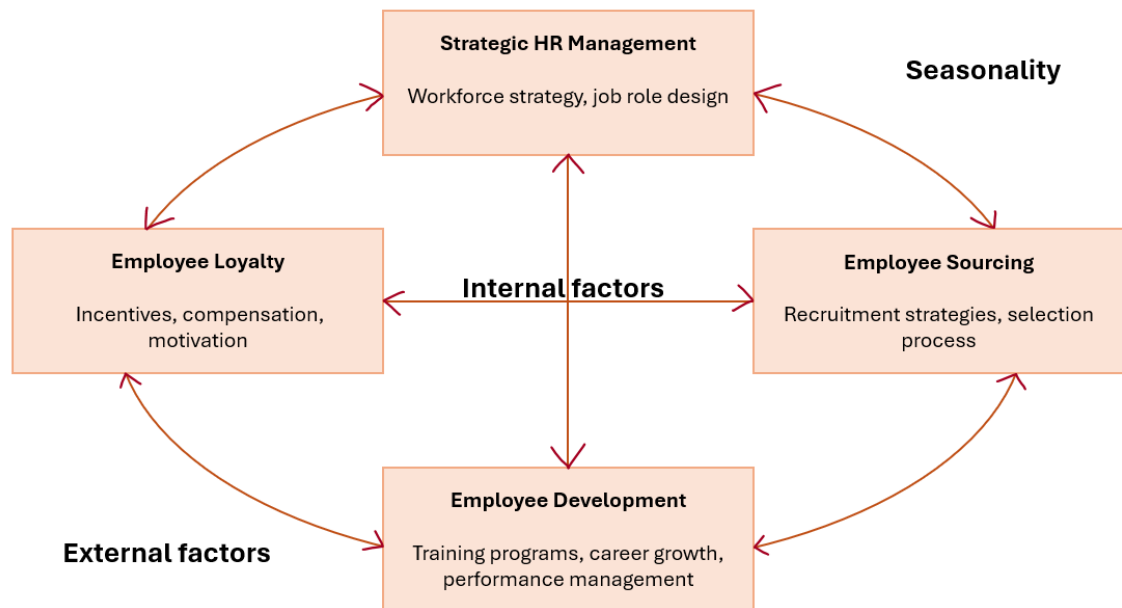 Strategic HR Management
Workforce strategy, job role design
Seasonality
Employee Loyalty
Incentives, compensation,
motivation
Internal factors
Employee Sourcing
Recruitment strategies, selection
process
Employee Development
Training programs, career growth,
performance management
External factors